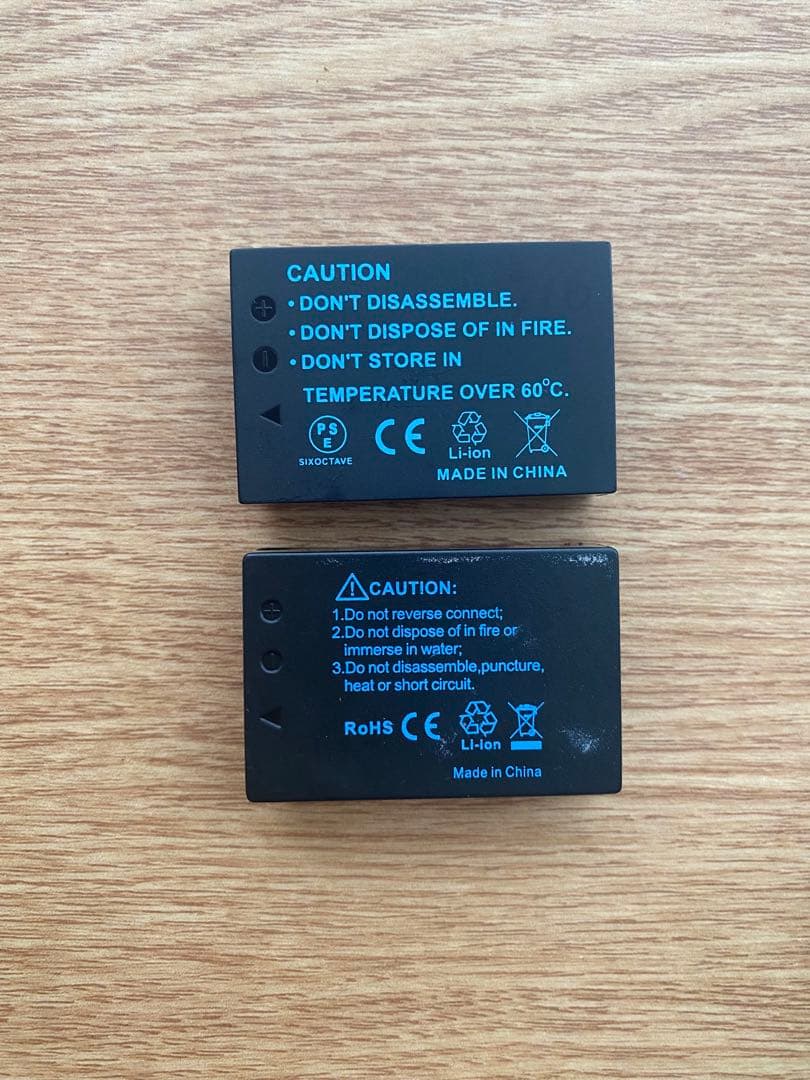 CAUTION
• DON'T DISASSEMBLE.
• DON'T DISPOSE OF IN FIRE.
• DON'T STORE IN
TEMPERATURE OVER 60°C.
PS
E
SIXOCTAVE
CE
Li-ion
MADE IN CHINA
CAUTION:
1.Do not reverse connect;
2.Do not dispose of in fire or
immerse in water;
3.Do not disassemble,puncture,
heat or short circuit.
RoHS CE
Li-ion
Made in China